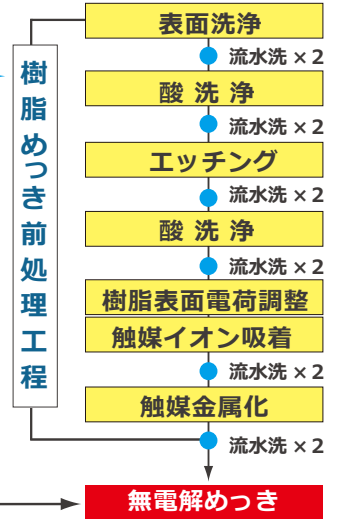 樹脂めっき前処理工程
表面洗浄
流水洗×2
酸洗浄
流水洗×2
エッチング
流水洗×2
酸洗浄
流水洗×2
樹脂表面電荷調整
触媒イオン吸着
流水洗×2
触媒金属化
流水洗×2
無電解めっき